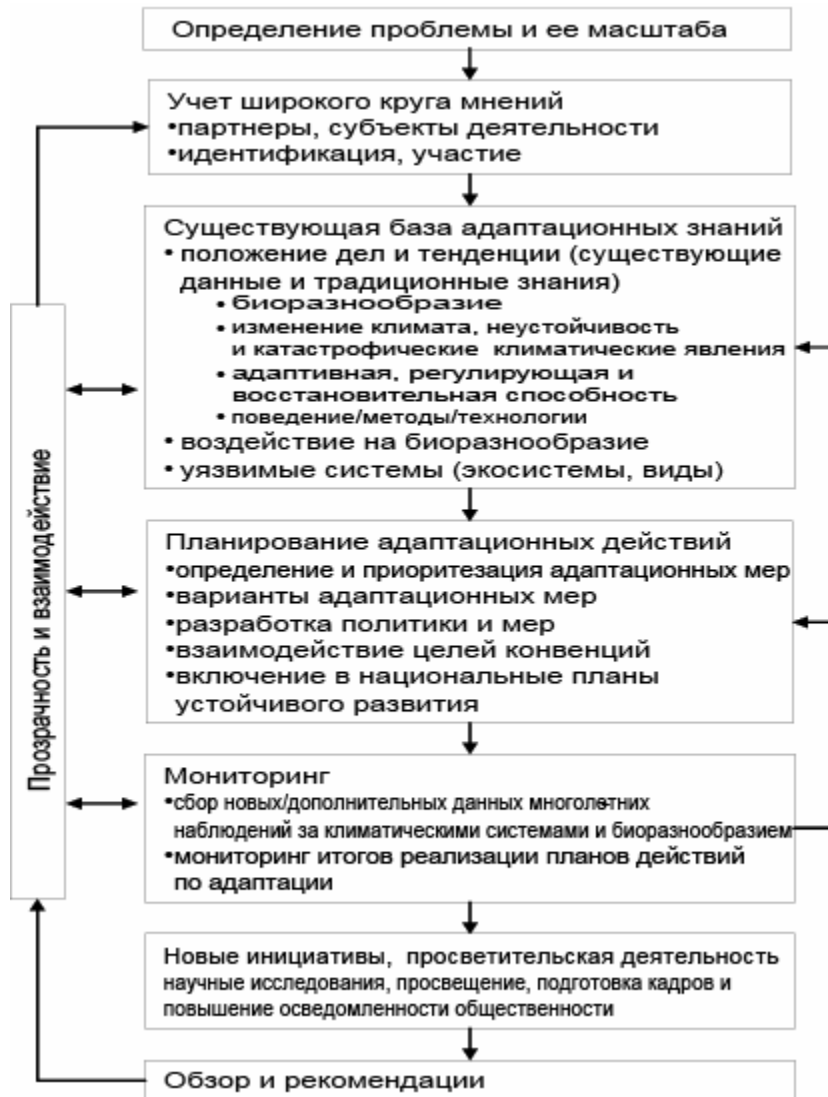 Определение проблемы и ее масштаба
Учет широкого круга мнений
•партнеры, субъекты деятельности
•идентификация, участие
Существующая база адаптационных знаний
• положение дел и тенденции (существующие
данные и традиционные знания)
• биоразнообразие
• изменение климата, неустойчивость
и катастрофические климатические явления
• адаптивная, регулирующая и
восстановительная способность
• поведение/методы/технологии
• воздействие на биоразнообразие
• уязвимые системы (экосистемы, виды)
Прозрачность и взаимодействие
Планирование адаптационных действий
•определение и приоритезация адаптационных мер
•варианты адаптационных мер
•разработка политики и мер
•взаимодействие целей конвенций
•включение в национальные планы
устойчивого развития
Мониторинг
•сбор новых/дополнительных данных многолетних
наблюдений за климатическими системами и биоразнообразием
•мониторинг итогов реализации планов действий
по адаптации
Новые инициативы, просветительская деятельность
научные исследования, просвещение, подготовка кадров и
повышение осведомленности общественности
Обзор и рекомендации